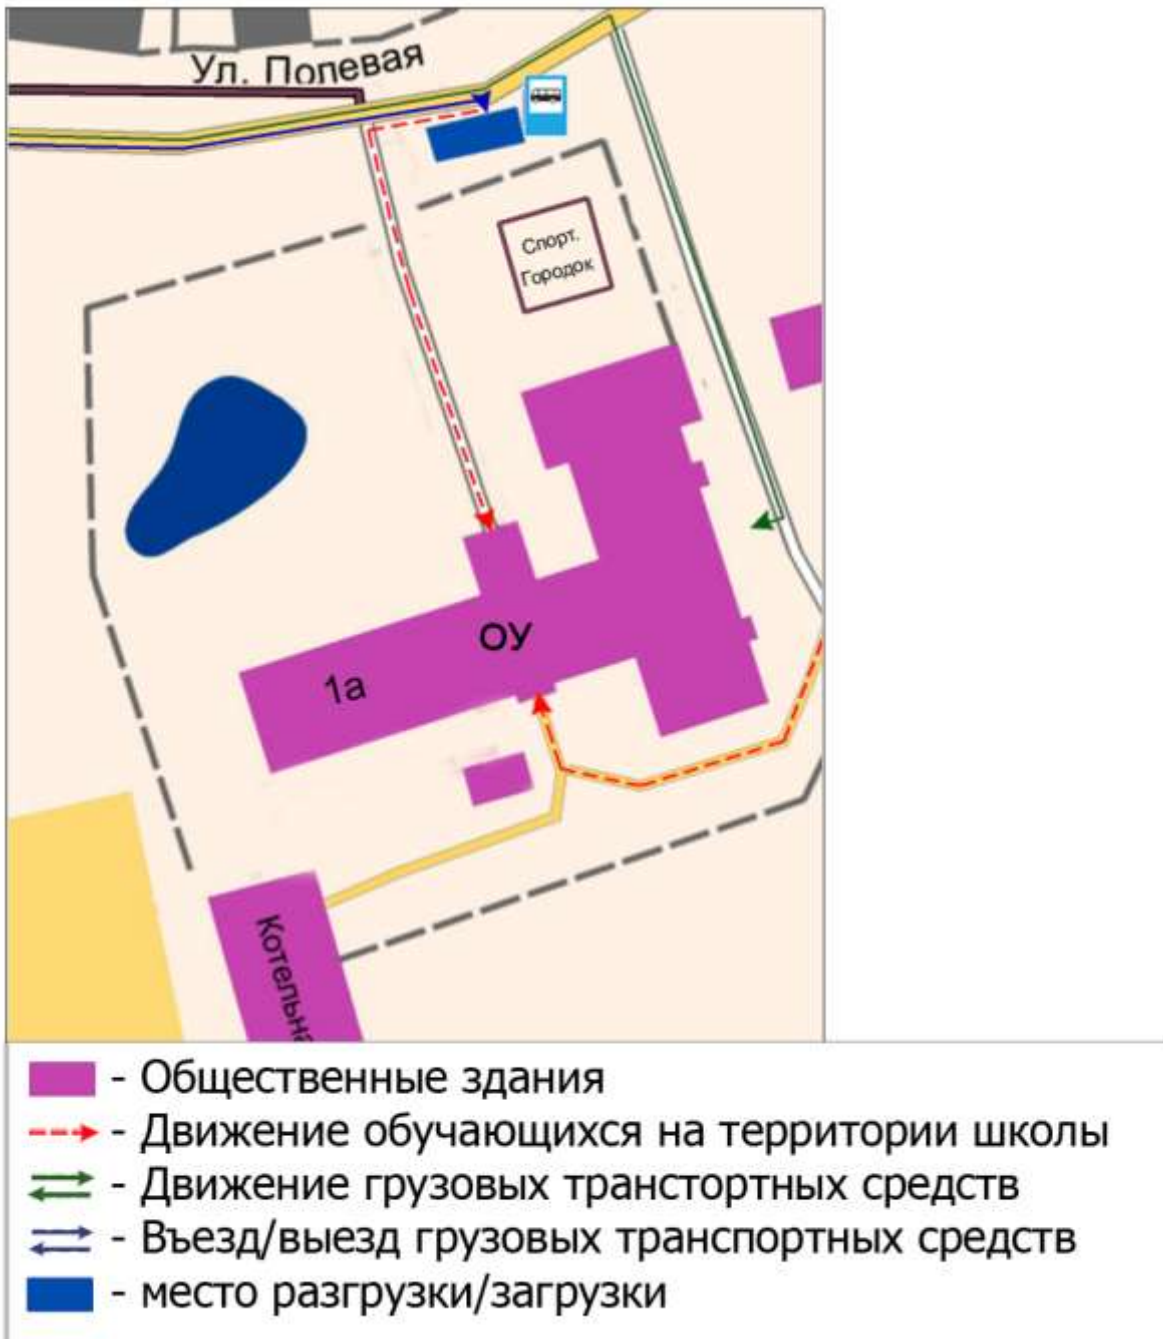 Ул. Полевая
Спорт.
Городок
ОУ
1а
Котельна
- Общественные здания
- Движение обучающихся на территории школы
- Движение грузовых транстортных средств
- Въезд/выезд грузовых транспортных средств
- место разгрузки/загрузки